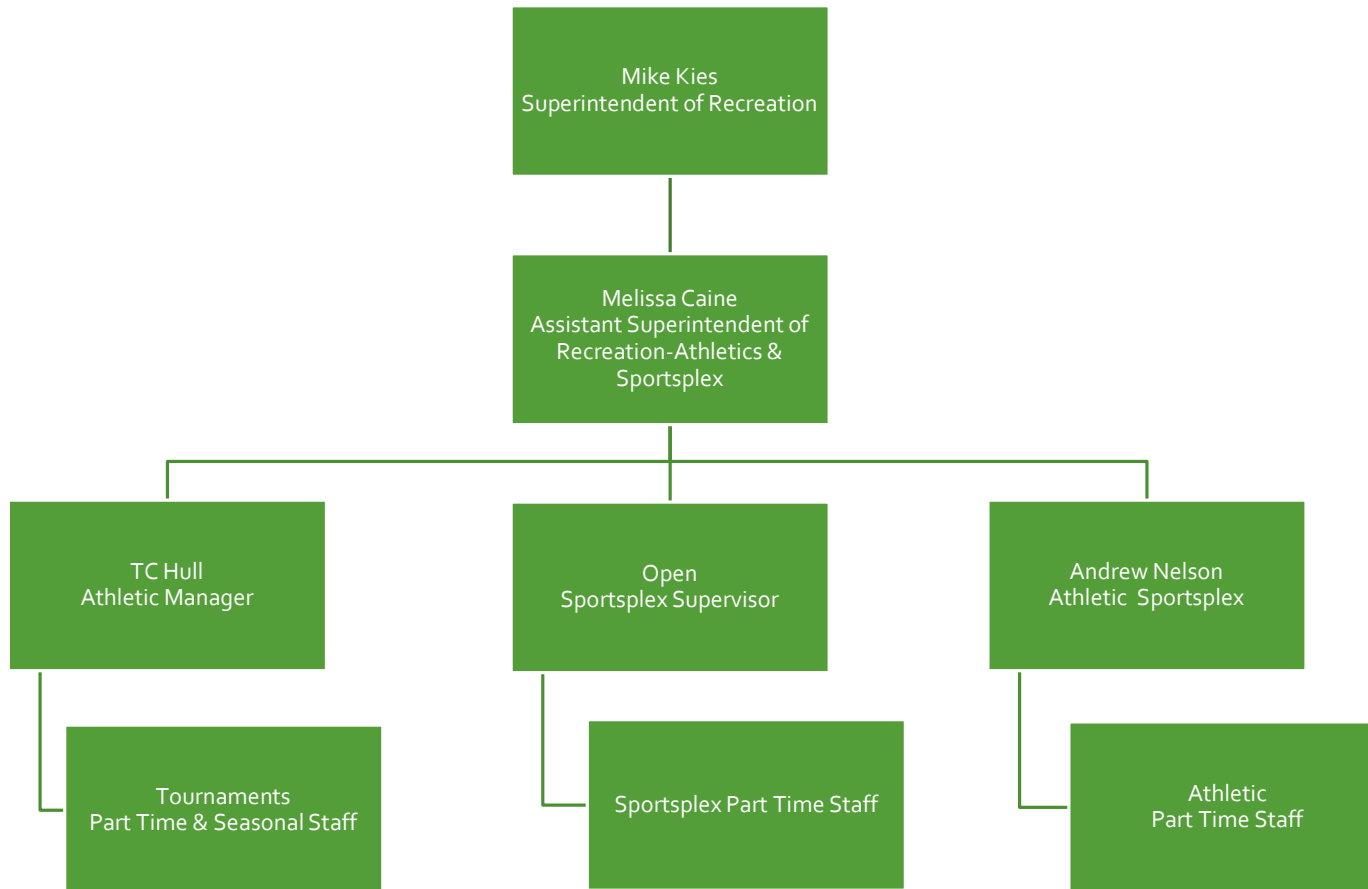 Mike Kies
Superintendent of Recreation
Melissa Caine
Assistant Superintendent of
Recreation-Athletics &
Sportsplex
TC Hull
Athletic Manager
Open
Sportsplex Supervisor
Andrew Nelson
Athletic  Sportsplex
Tournaments
Part Time & Seasonal Staff
Sportsplex Part Time Staff
Athletic
Part Time Staff